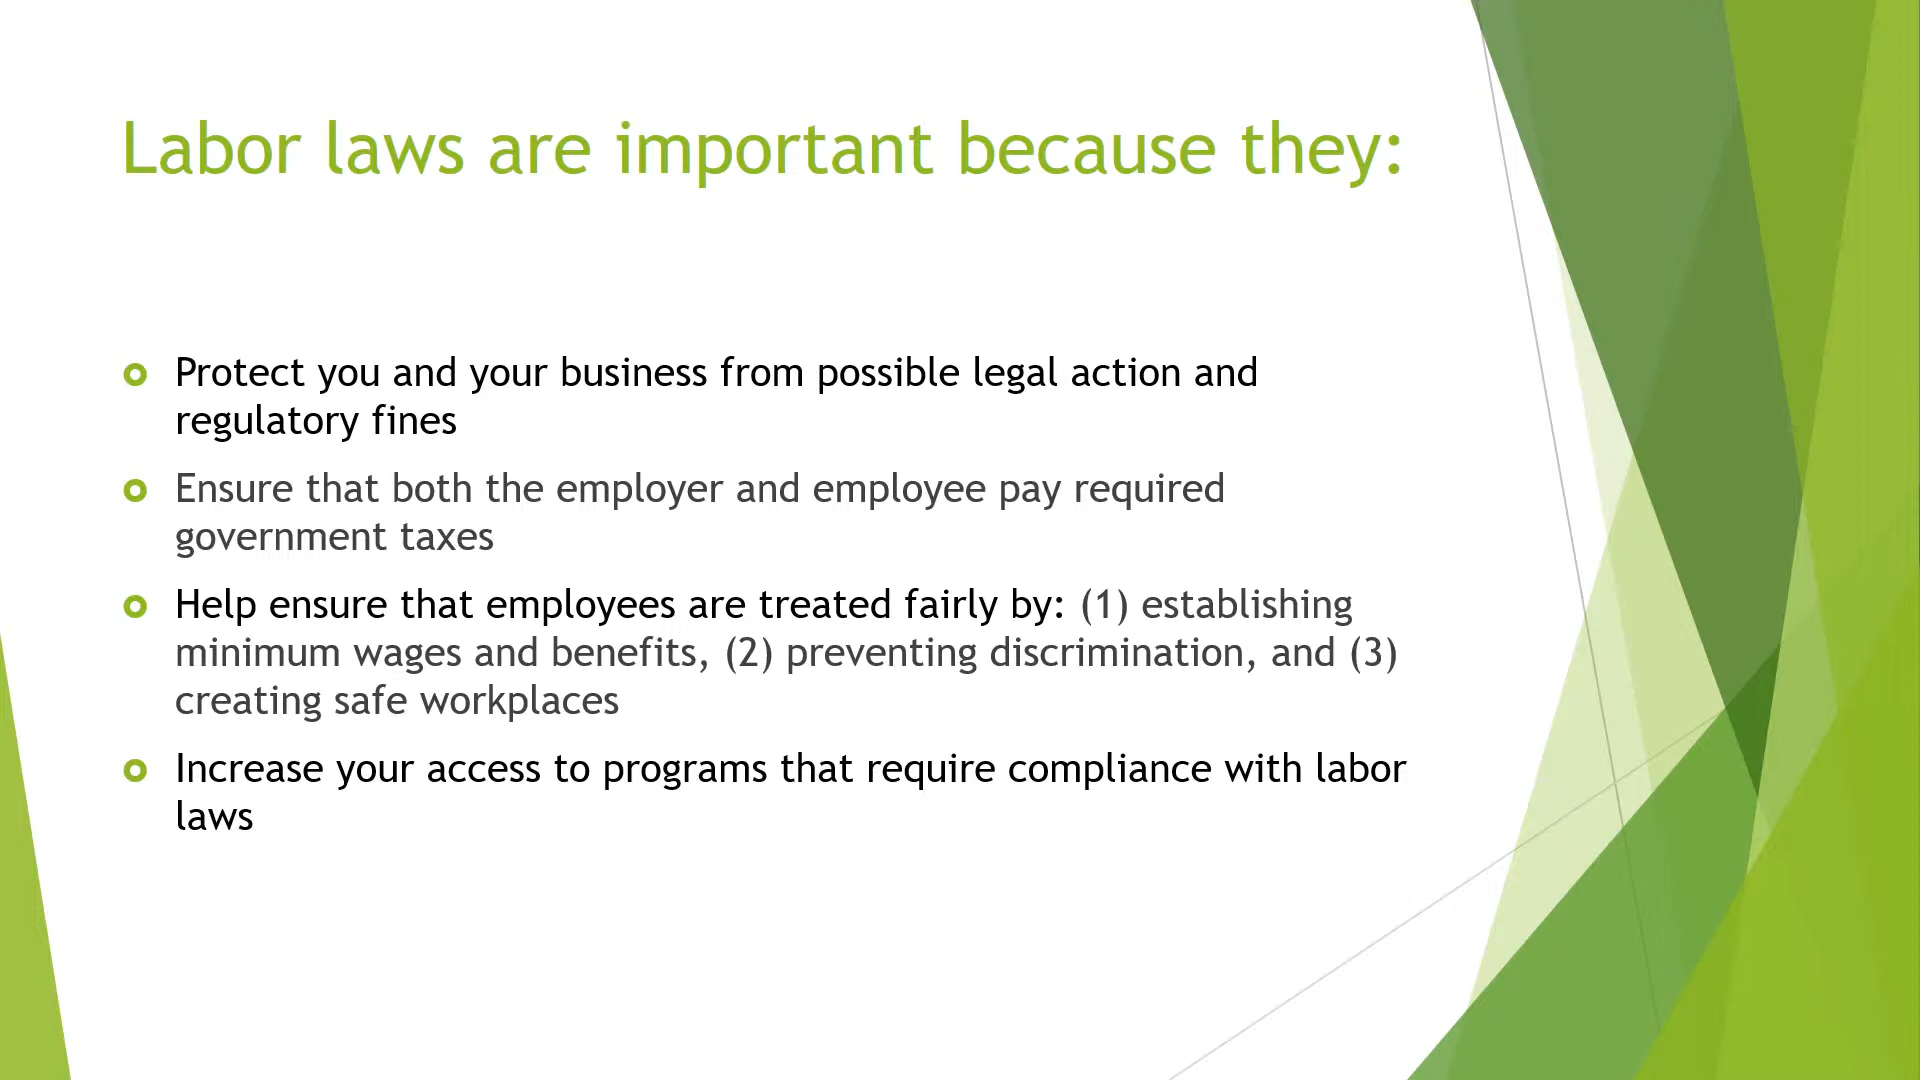 Labor laws are important because they:
Protect you and your business from possible legal action and
regulatory fines
Ensure that both the employer and employee pay required
government taxes
Help ensure that employees are treated fairly by: (1) establishing
minimum wages and benefits, (2) preventing discrimination, and (3)
creating safe workplaces
Increase your access to programs that require compliance with labor
laws